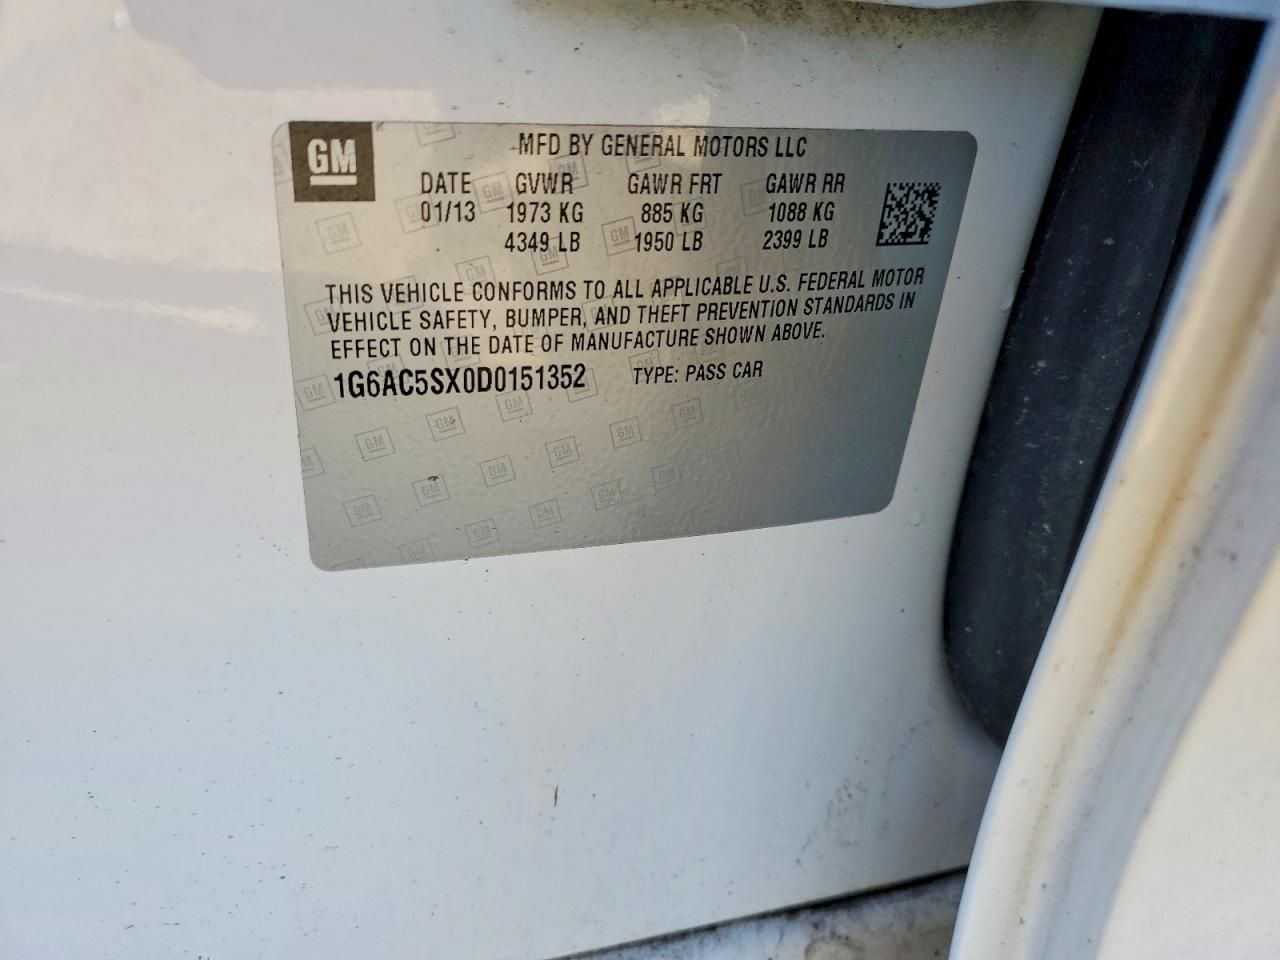 GM
MFD BY GENERAL MOTORS LLC
DATE GVWR GAWR FRT GAWR RR
01/13 1973 KG 885 KG 1088 KG
4349 LB 1950 LB 2399 LB
THIS VEHICLE CONFORMS TO ALL APPLICABLE U.S. FEDERAL MOTOR
VEHICLE SAFETY, BUMPER, AND THEFT PREVENTION STANDARDS IN
EFFECT ON THE DATE OF MANUFACTURE SHOWN ABOVE.
1G6AC5SX0D0151352 TYPE: PASS CAR